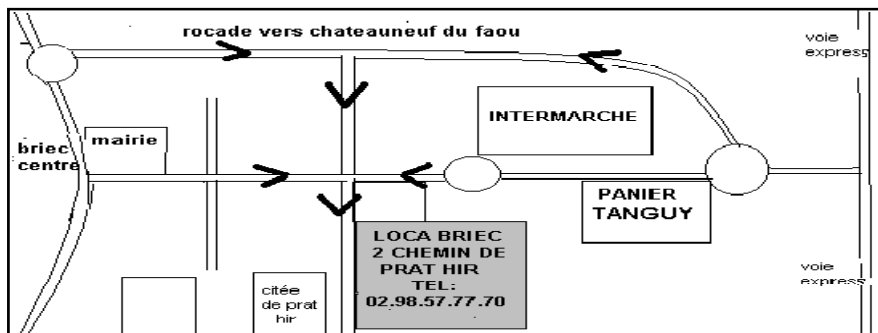 rocade vers chateauneuf du faou
voie
express
INTERMARCHE
mairie
briec
centre
PANIER
TANGUY
LOCA BRIEC
2 CHEMIN DE
PRAT HIR
TEL:
02.98.57.77.70
citée
de prat
hir
voie
express